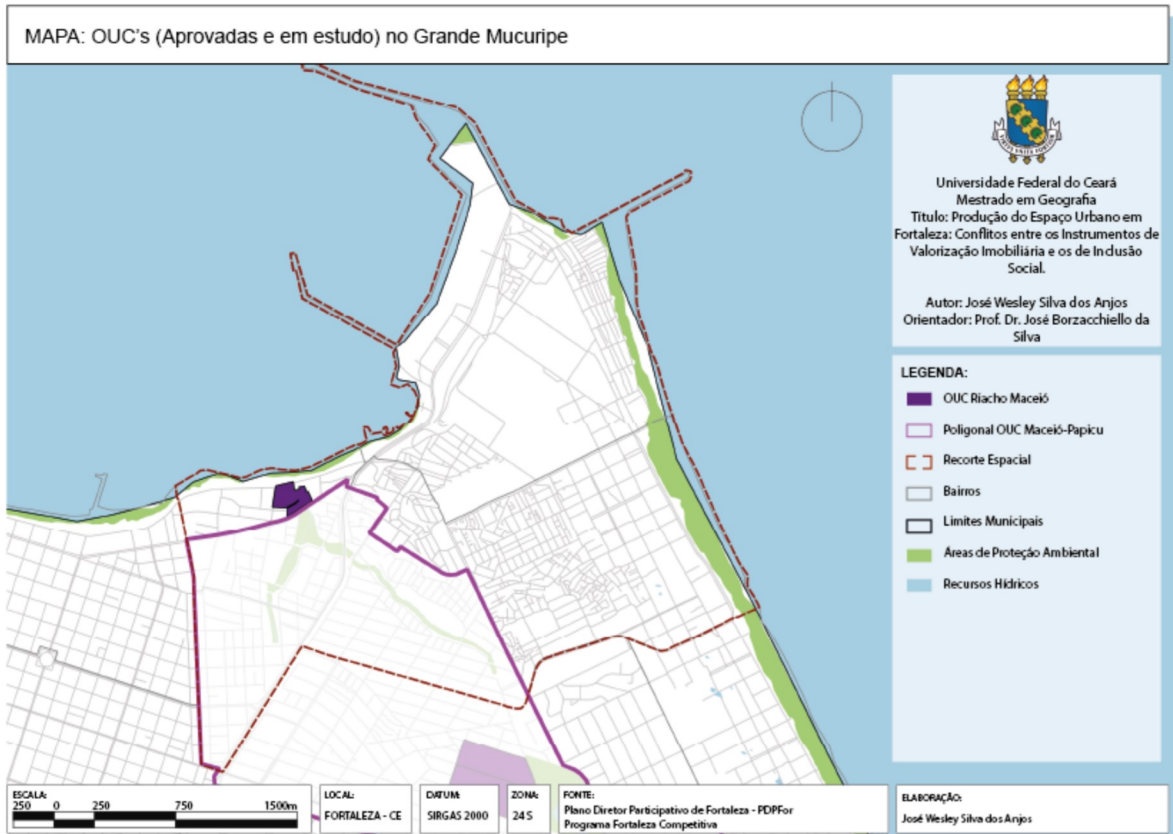 MAPA: OUC's (Aprovadas e em estudo) no Grande Mucuripe
Universidade Federal do Ceará
Mestrado em Geografia
Título: Produção do Espaço Urbano em
Fortaleza: Conflitos entre os Instrumentos de
Valorização Imobiliária e os de Inclusão
Social.
Autor: José Wesley Silva dos Anjos
Orientador: Prof. Dr. José Borzacchiello da
Silva
LEGENDA:
OUC Riacho Maceió
Poligonal OUC Maceió-Papicu
Recorte Espacial
Bairros
Limites Municipais
Áreas de Proteção Ambiental
Recursos Hídricos
ESCALA:
250 0 250 750 1500m
LOCAL:
FORTALEZA - CE
DATUM:
SIRGAS 2000
ZONA:
24 S
FONTE:
Plano Diretor Participativo de Fortaleza - PDPFor
Programa Fortaleza Competitiva
ELABORAÇÃO:
José Wesley Silva dos Anjos